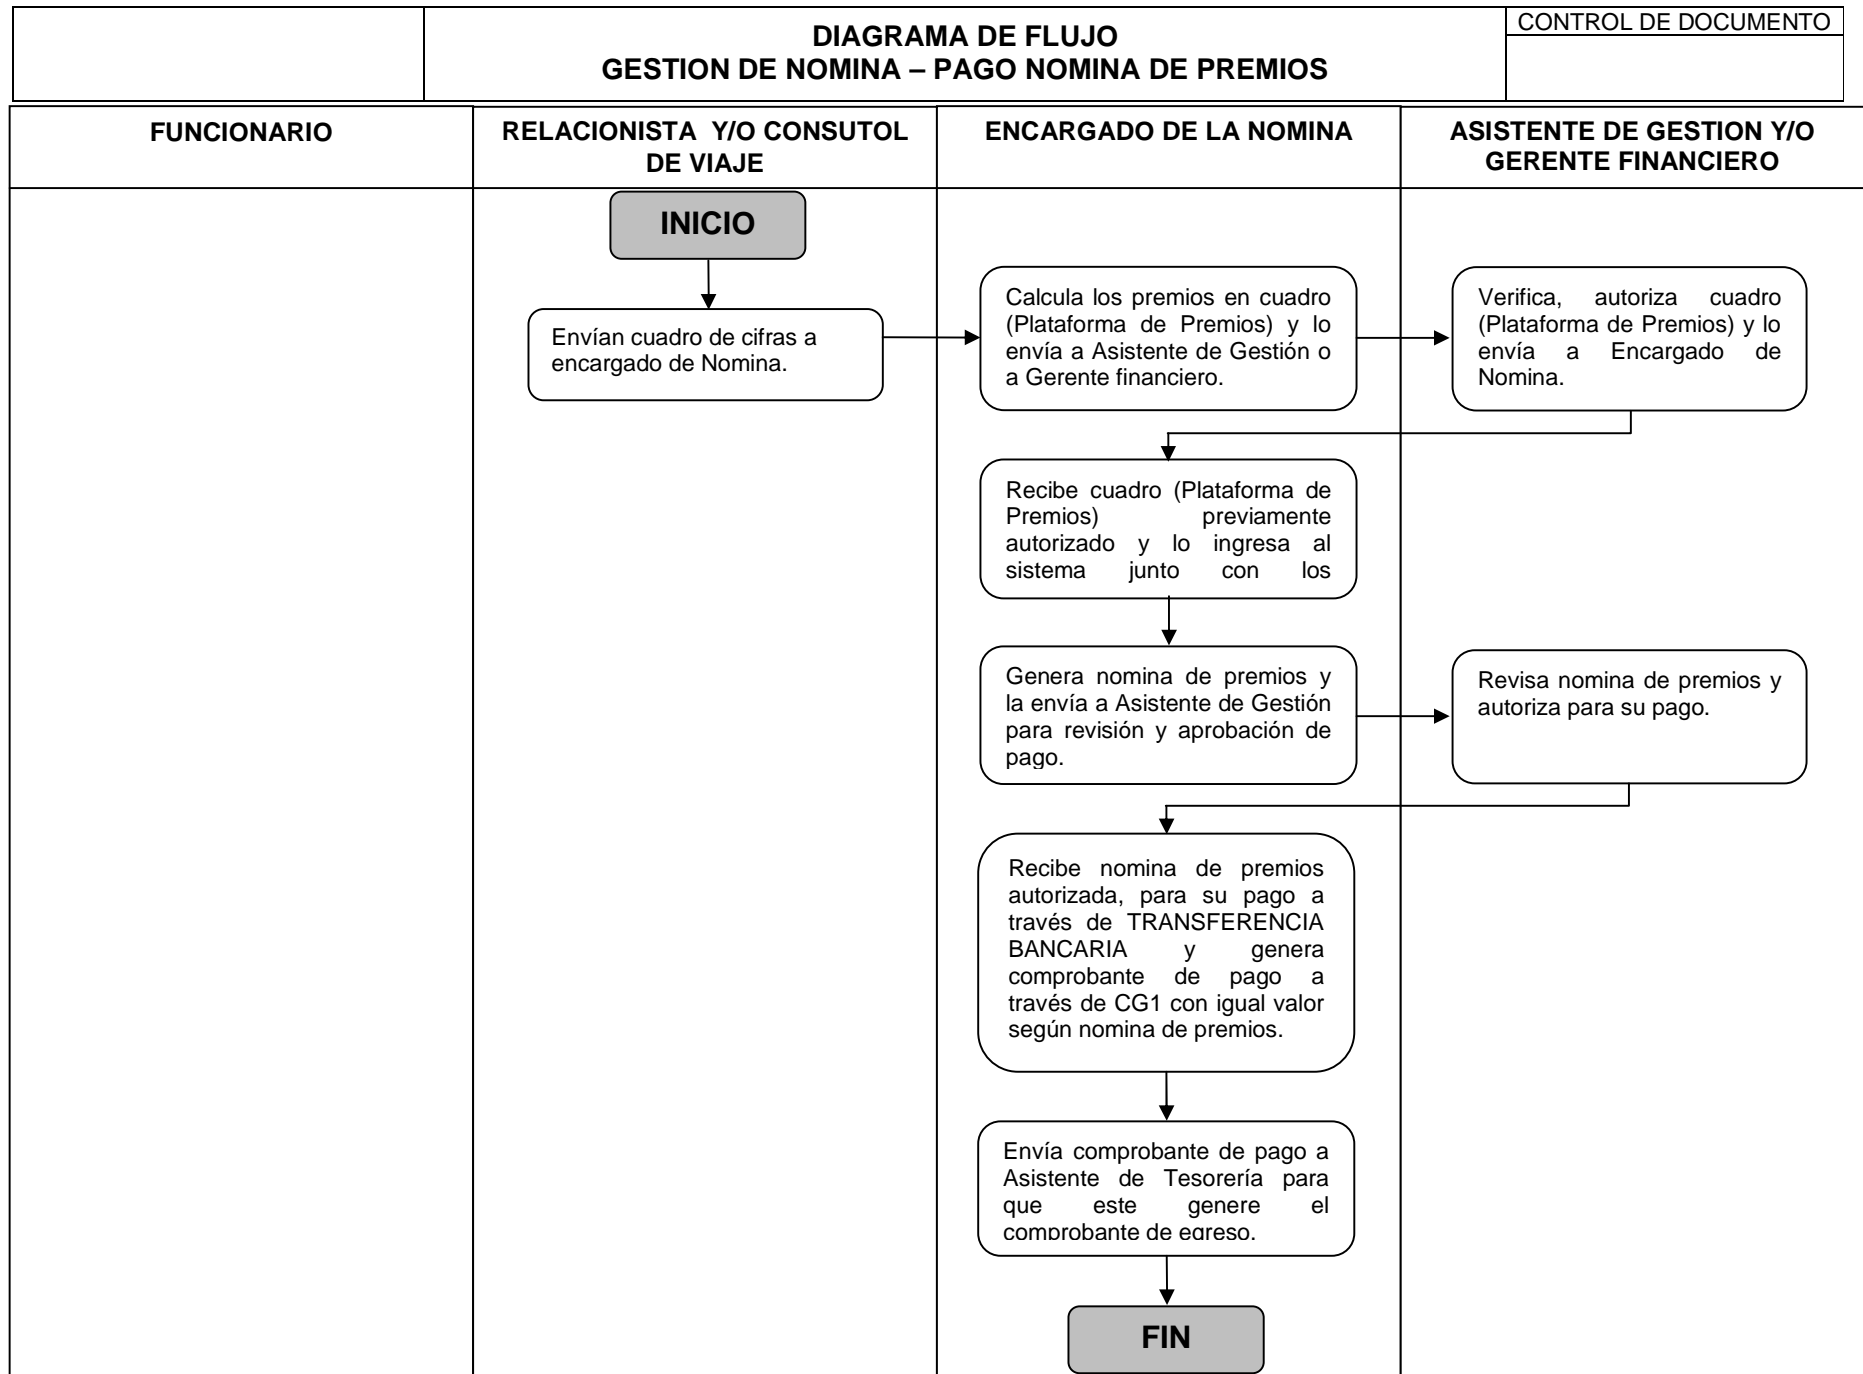 DIAGRAMA DE FLUJO
GESTION DE NOMINA – PAGO NOMINA DE PREMIOS
CONTROL DE DOCUMENTO
FUNCIONARIO
RELACIONISTA Y/O CONSUTOL
DE VIAJE
ENCARGADO DE LA NOMINA
ASISTENTE DE GESTION Y/O
GERENTE FINANCIERO
INICIO
Envían cuadro de cifras a
encargado de Nomina.
Calcula los premios en cuadro
(Plataforma de Premios) y lo
envía a Asistente de Gestión o
a Gerente financiero.
Verifica, autoriza cuadro
(Plataforma de Premios) y lo
envía a Encargado de
Nomina.
Recibe cuadro (Plataforma de
Premios) previamente
autorizado y lo ingresa al
sistema junto con los
Genera nomina de premios y
la envía a Asistente de Gestión
para revisión y aprobación de
pago.
Revisa nomina de premios y
autoriza para su pago.
Recibe nomina de premios
autorizada, para su pago a
través de TRANSFERENCIA
BANCARIA y genera
comprobante de pago a
través de CG1 con igual valor
según nomina de premios.
Envía comprobante de pago a
Asistente de Tesorería para
que este genere el
comprobante de egreso.
FIN